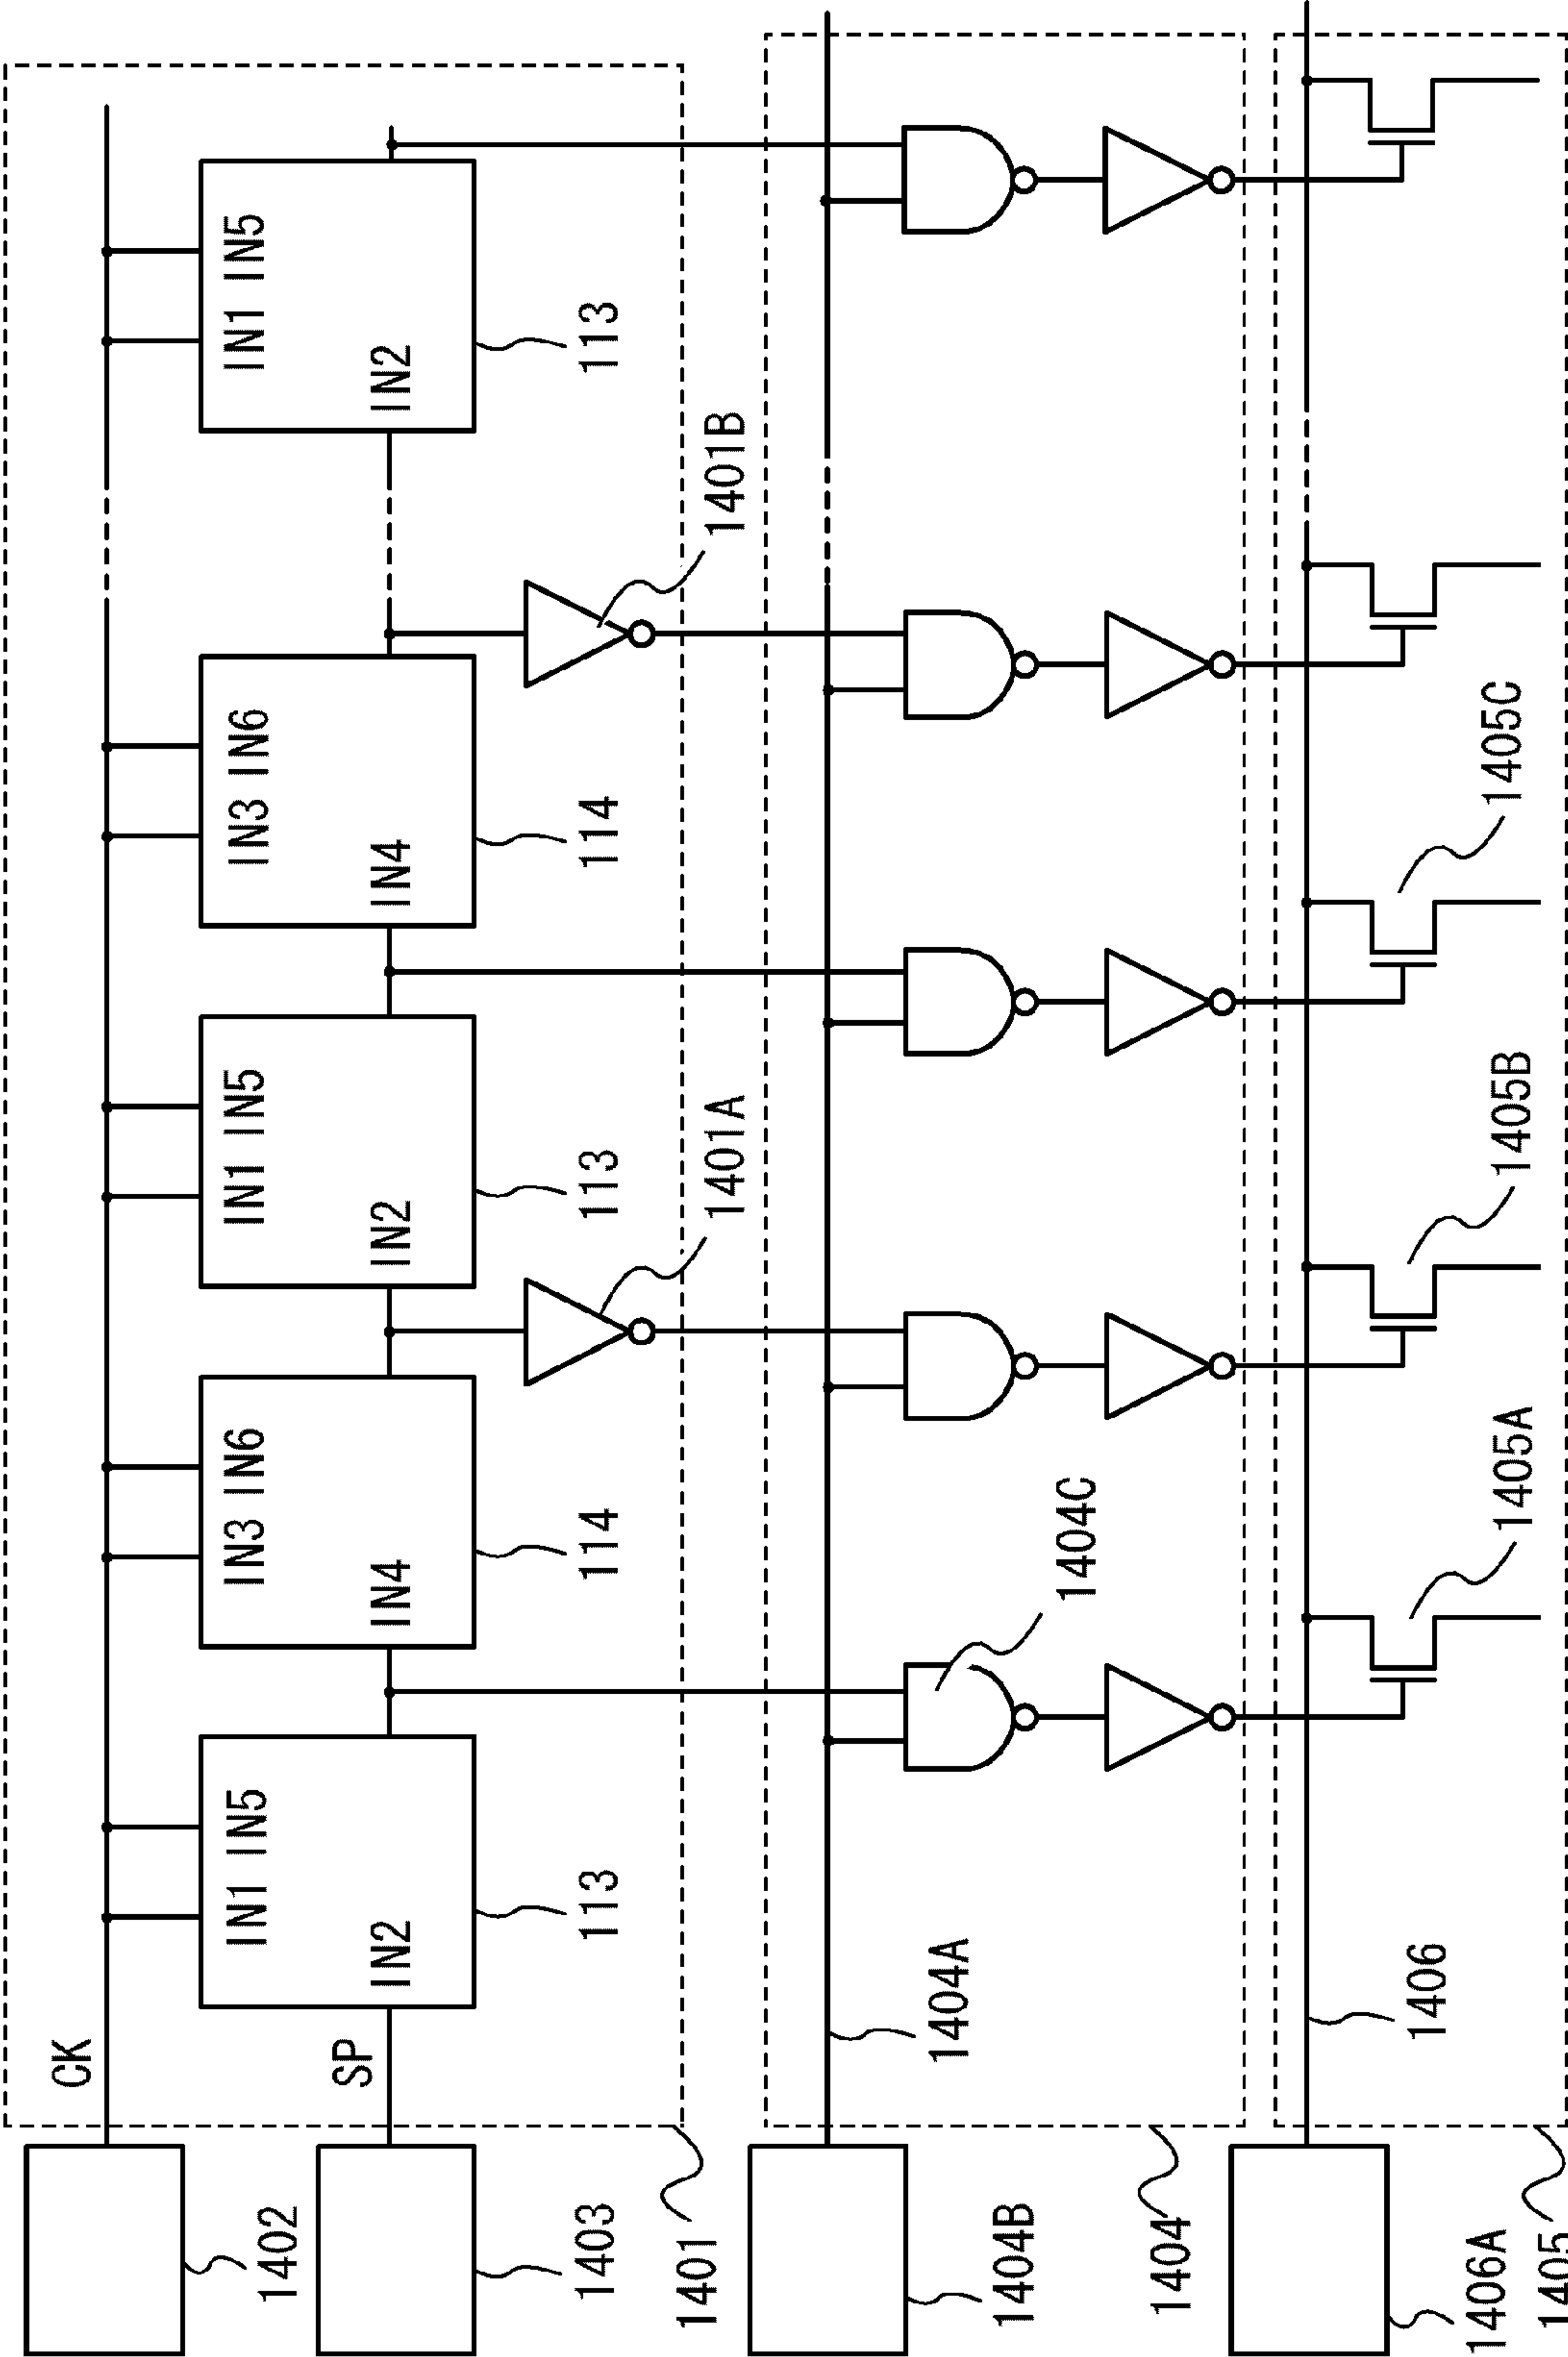 CK
IN1 IN5
IN2
113
IN3 IN6
IN4
114
IN1 IN5
IN2
113
IN3 IN6
IN4
114
IN1 IN5
IN2
113
SP
1402
1403
1401
1401A
1401B
1404A
1404C
1404B
1404
1405A
1405B
1405C
1406
1406A
1405